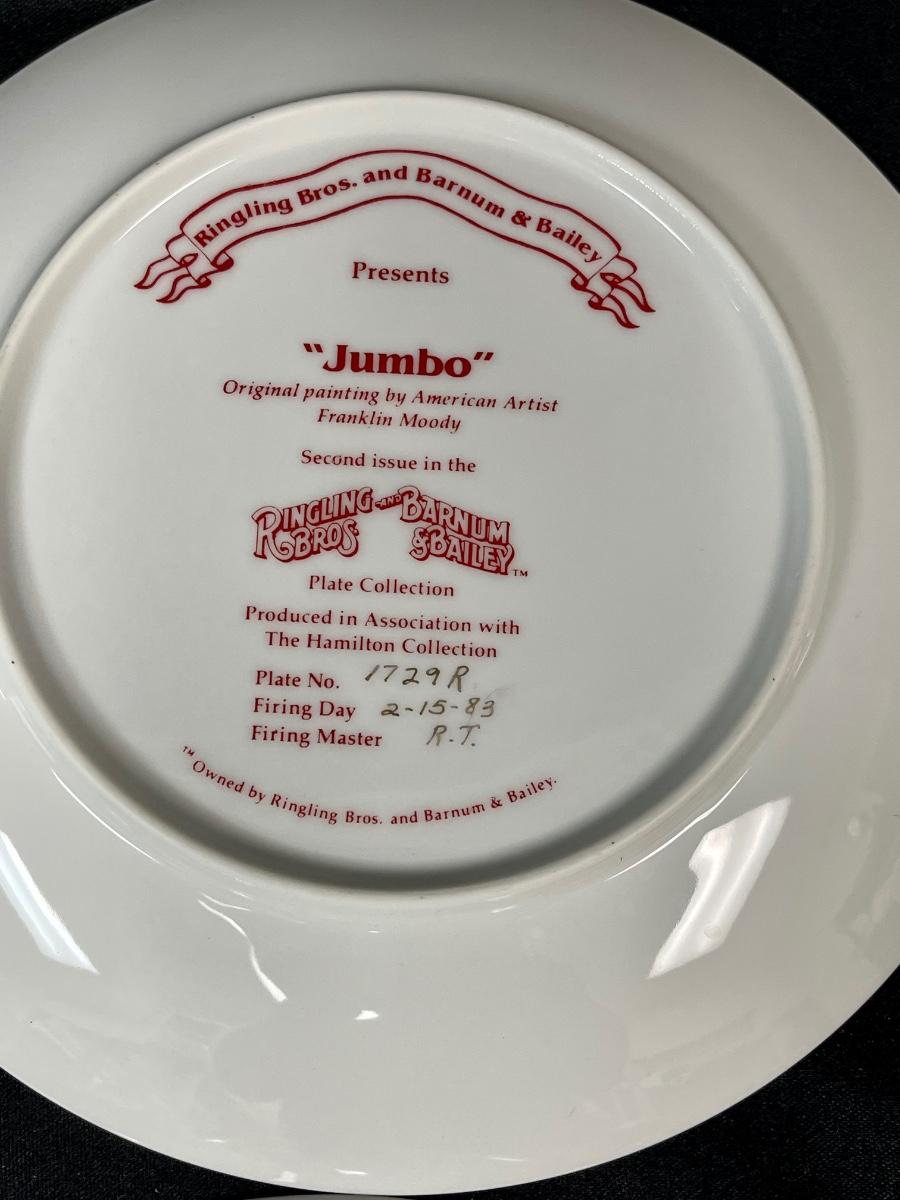 Ringling Bros. and Barnum & Bailey
Presents
"Jumbo"
Original painting by American Artist
Franklin Moody
Second issue in the
RINGLING BROS AND BARNUM & BAILEY TM
Plate Collection
Produced in Association with
The Hamilton Collection
Plate No. 1729R
Firing Day 2-15-83
Firing Master R.T.
TM Owned by Ringling Bros. and Barnum & Bailey.